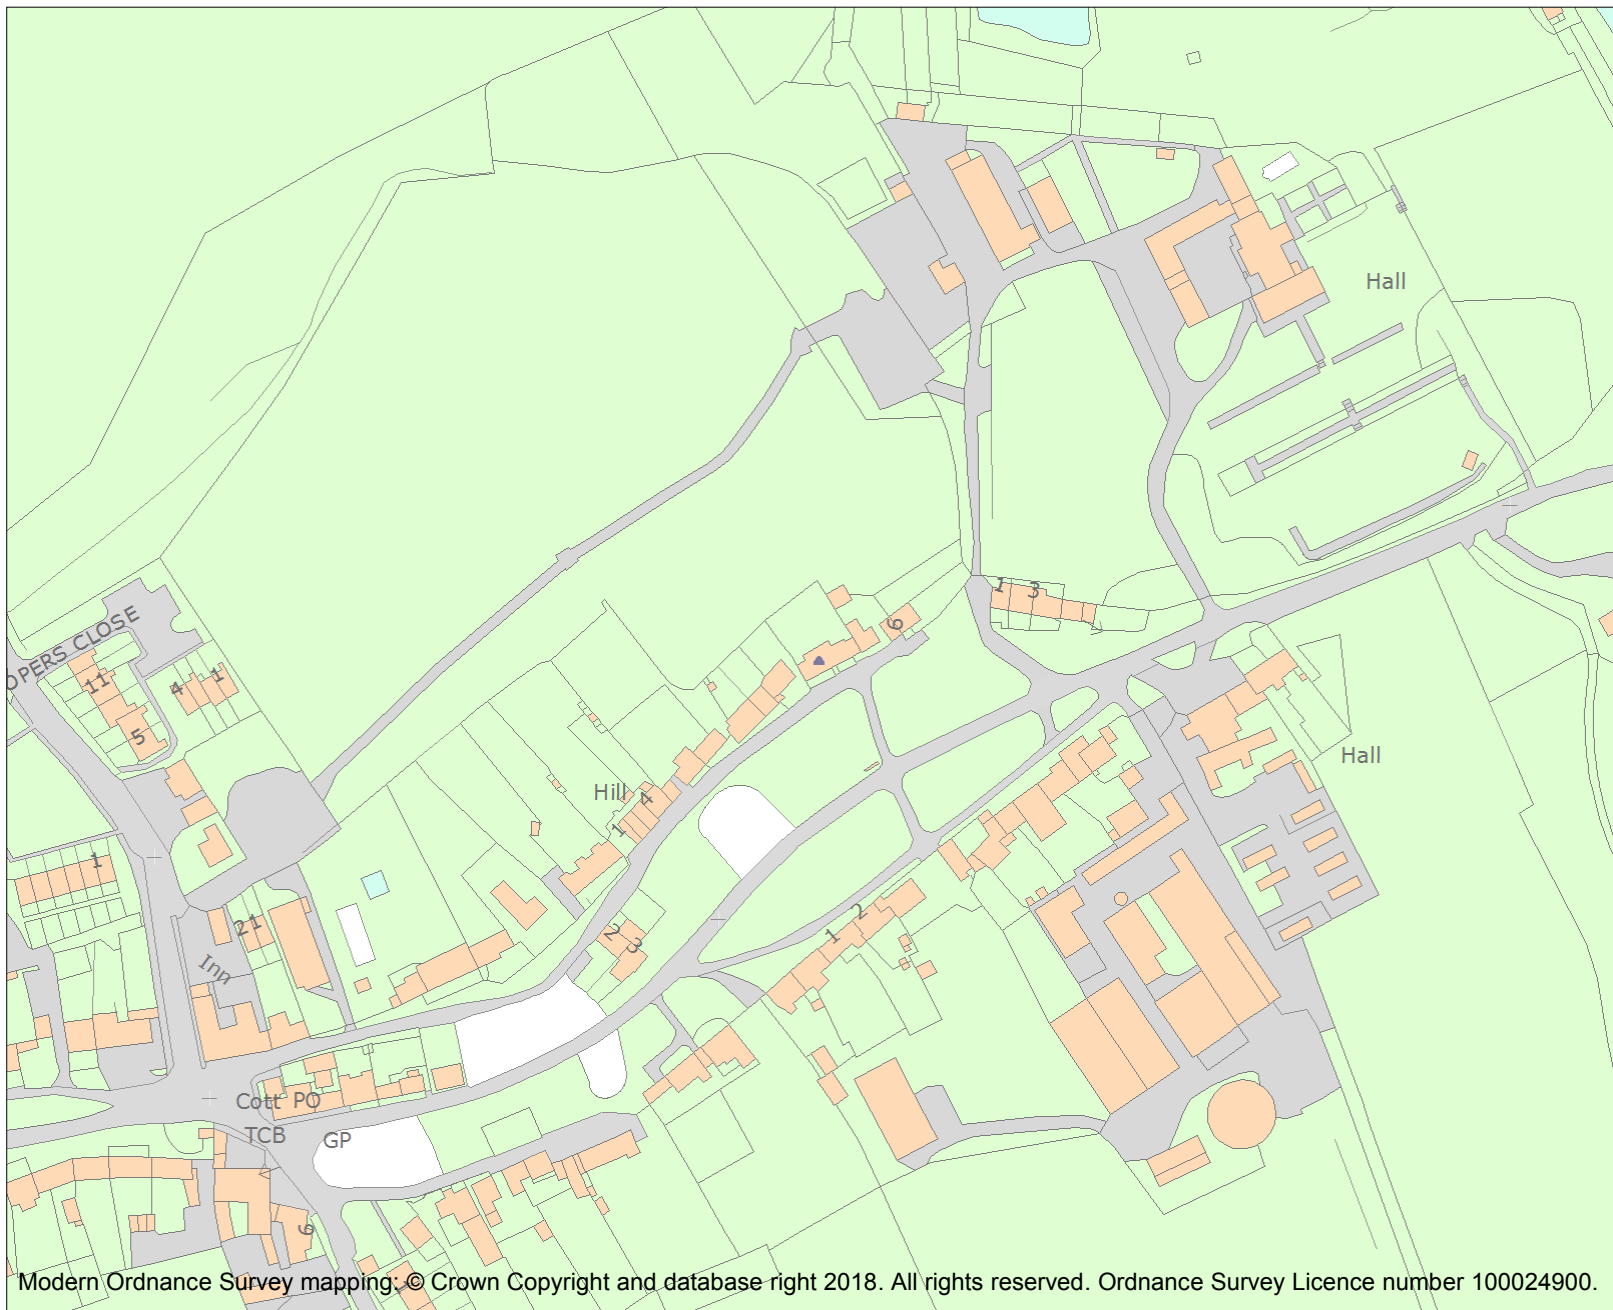 Hall
1
3
6
OPERS CLOSE
11
4
1
5
Hall
Hill
4
1
1
21
2
3
2
1
Inn
Cott
PO
TCB
GP
6
Modern Ordnance Survey mapping: © Crown Copyright and database right 2018. All rights reserved. Ordnance Survey Licence number 100024900.